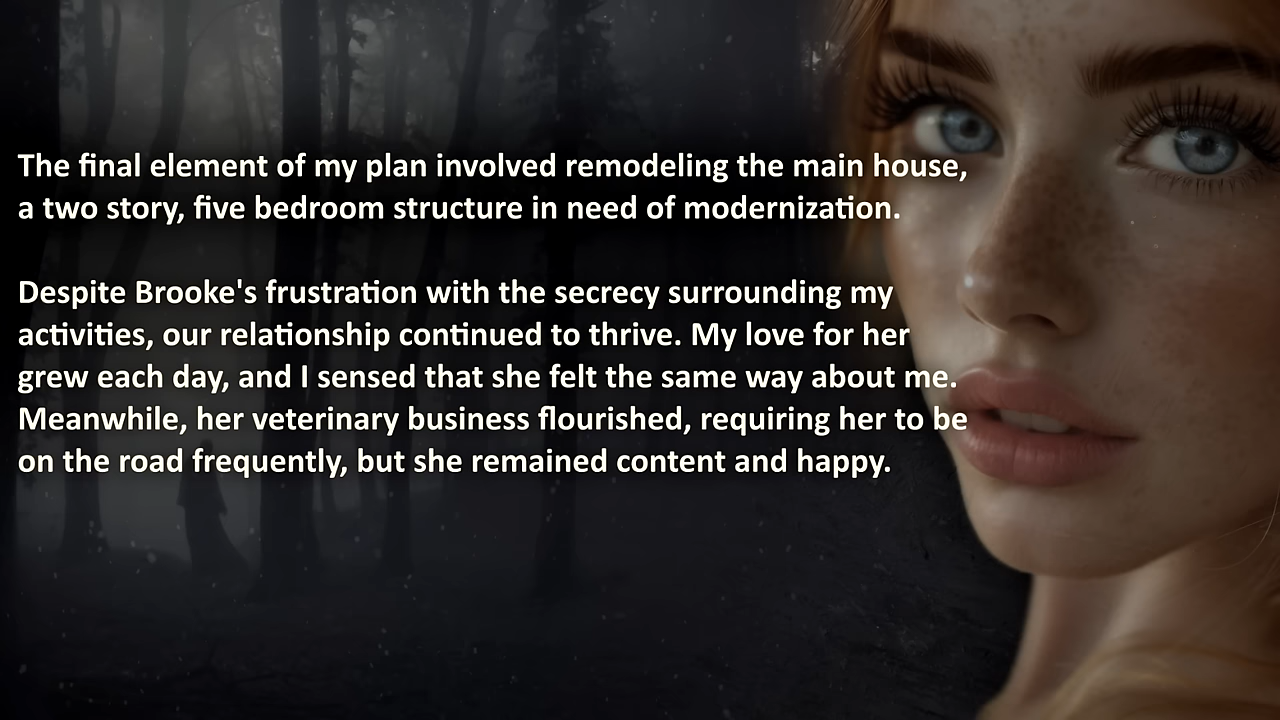 The final element of my plan involved remodeling the main house,
a two story, five bedroom structure in need of modernization.
Despite Brooke's frustration with the secrecy surrounding my
activities, our relationship continued to thrive. My love for her
grew each day, and I sensed that she felt the same way about me.
Meanwhile, her veterinary business flourished, requiring her to be
on the road frequently, but she remained content and happy.